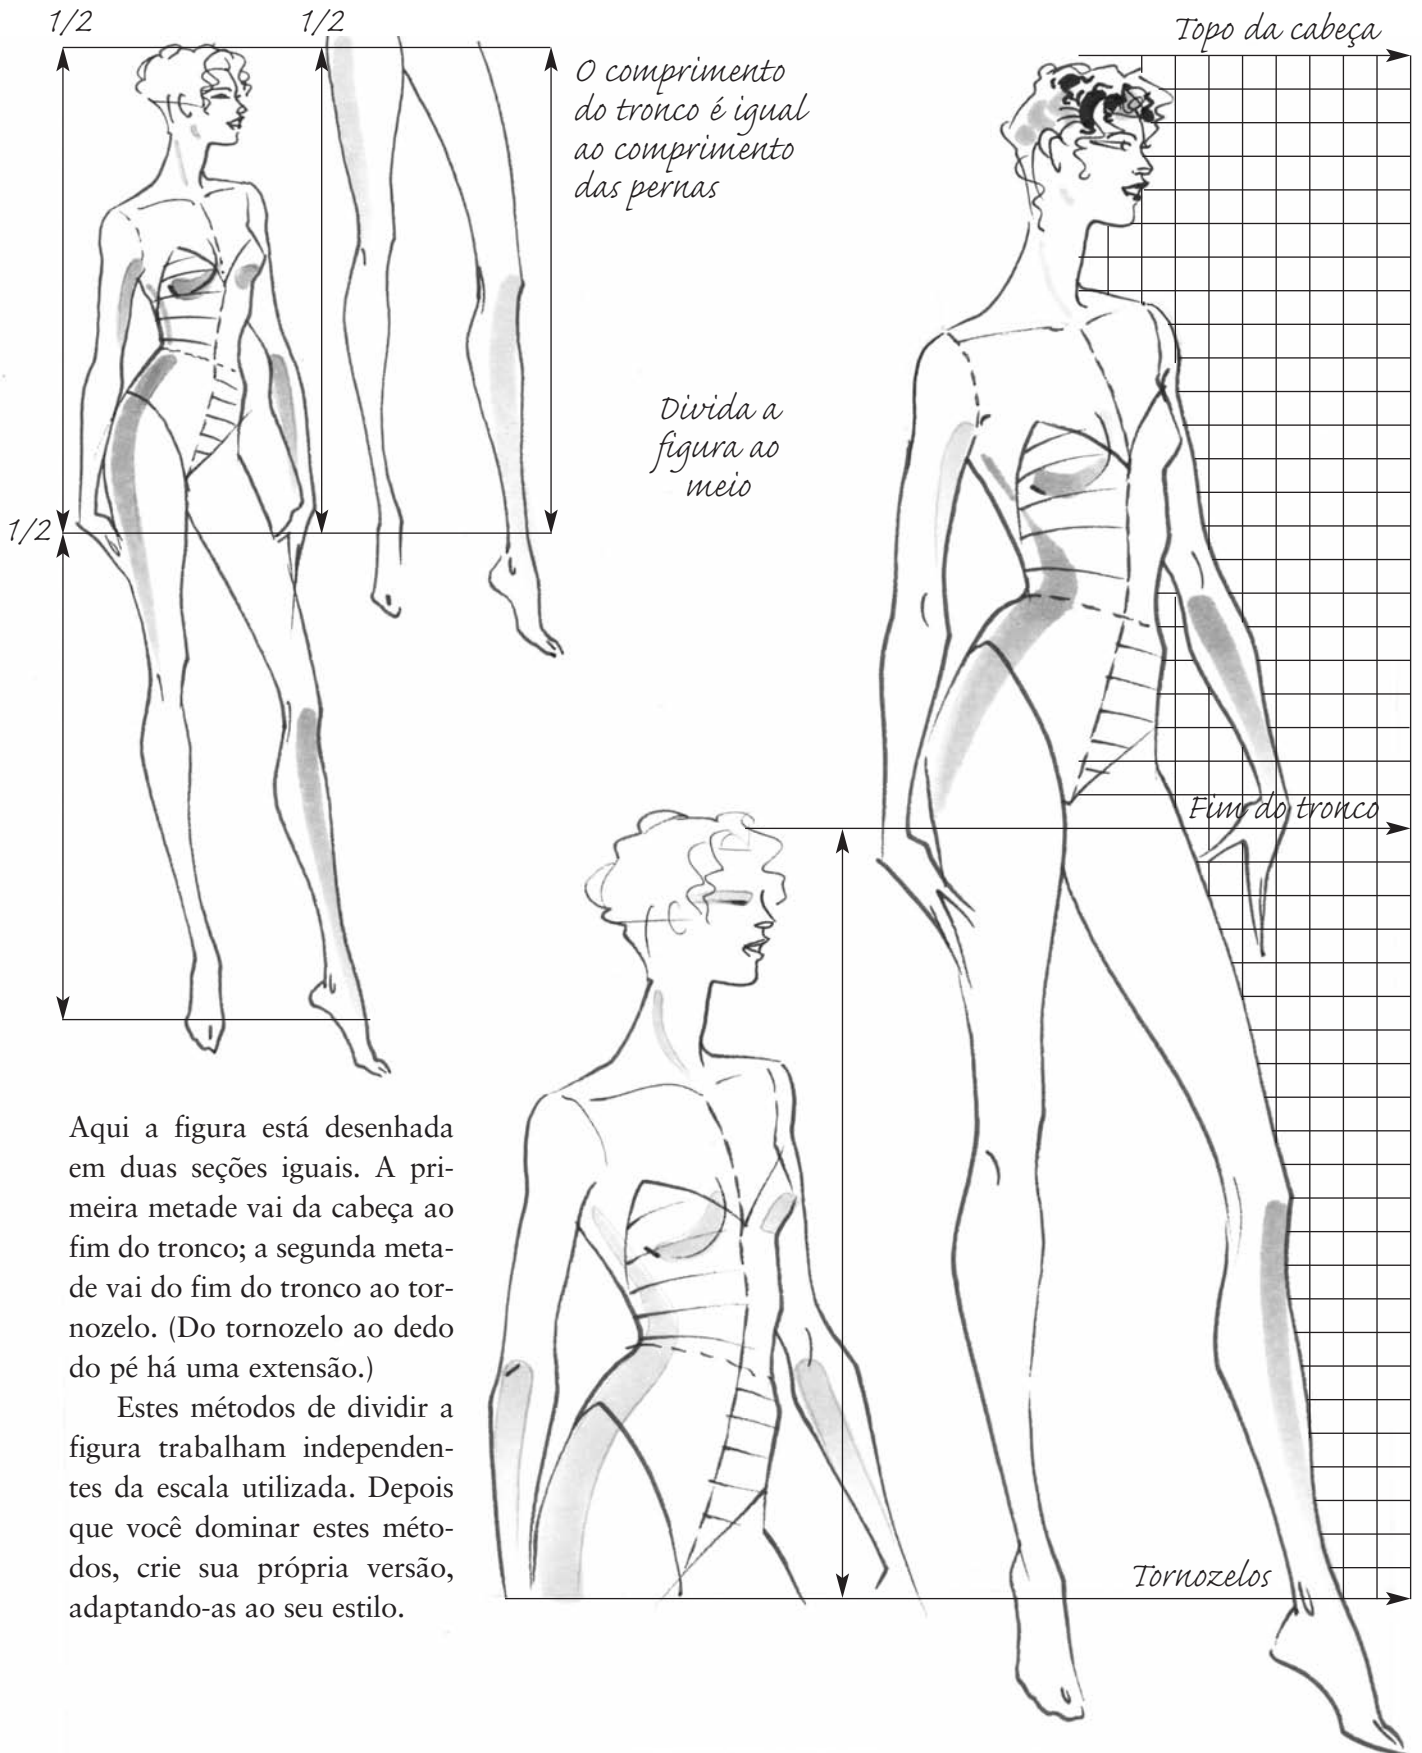 1/2
1/2
Topo da cabeça
O comprimento
do tronco é igual
ao comprimento
das pernas
Divida a
figura ao
meio
1/2
Fim do tronco
Aqui a figura está desenhada
em duas seções iguais. A pri-
meira metade vai da cabeça ao
fim do tronco; a segunda meta-
de vai do fim do tronco ao tor-
nozelo. (Do tornozelo ao dedo
do pé há uma extensão.)
Estes métodos de dividir a
figura trabalham independen-
tes da escala utilizada. Depois
que você dominar estes méto-
dos, crie sua própria versão,
adaptando-as ao seu estilo.
Tornozelos